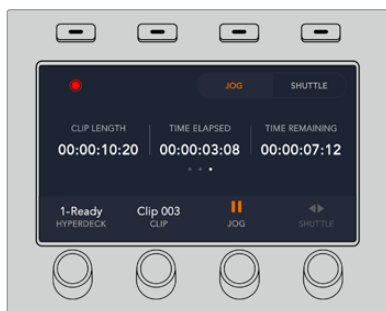 JOG SHUTTLE
CLIP LENGTH TIME ELAPSED TIME REMAINING
00:00:10:20 00:00:03:08 00:00:07:12
1-Ready Clip 003
HYPERDECK CLIP JOG SHUTTLE